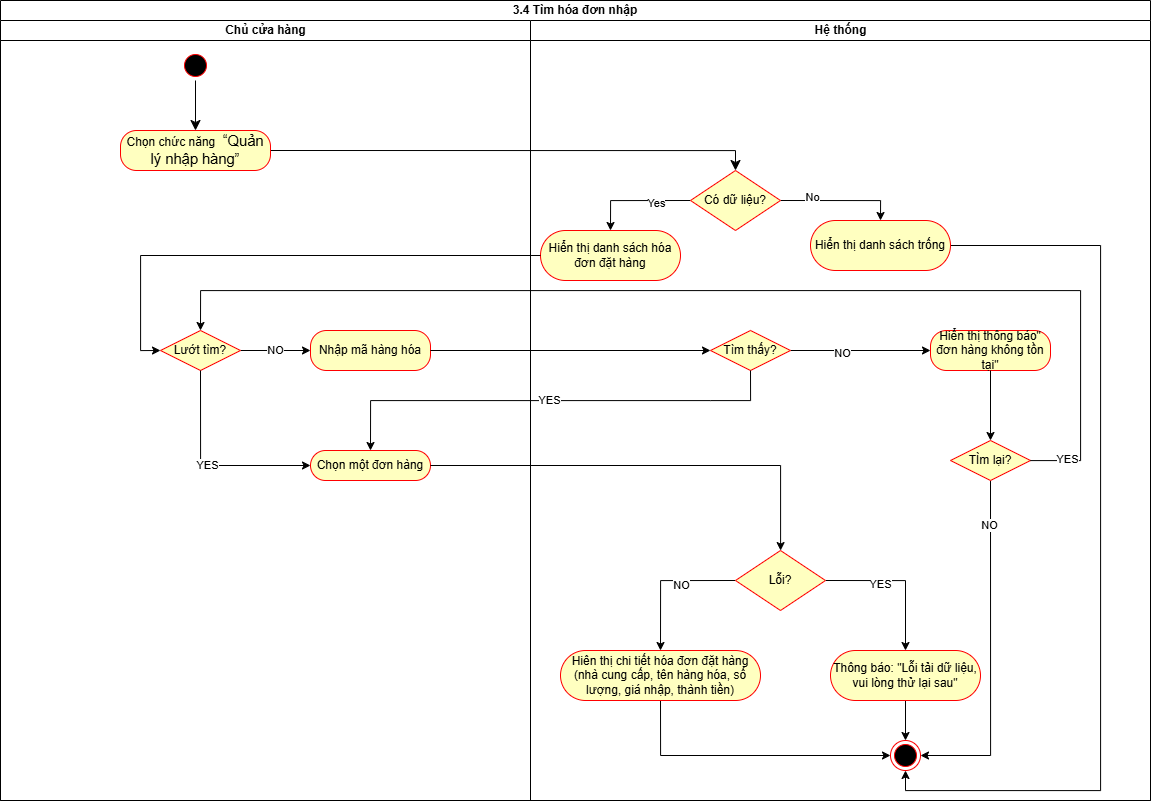 3.4 Tìm hóa đơn nhập
Chủ cửa hàng
Hệ thống
Chọn chức năng “Quản
lý nhập hàng”
Có dữ liệu?
Yes
No
Hiển thị danh sách hóa
đơn đặt hàng
Hiển thị danh sách trống
Lướt tìm?
NO
Nhập mã hàng hóa
Tìm thấy?
NO
Hiển thị thông báo"
đơn hàng không tồn
tại"
YES
YES
Chọn một đơn hàng
Tìm lại?
YES
NO
Lỗi?
NO
YES
Hiên thị chi tiết hóa đơn đặt hàng
(nhà cung cấp, tên hàng hóa, số
lượng, giá nhập, thành tiền)
Thông báo: "Lỗi tải dữ liệu,
vui lòng thử lại sau"